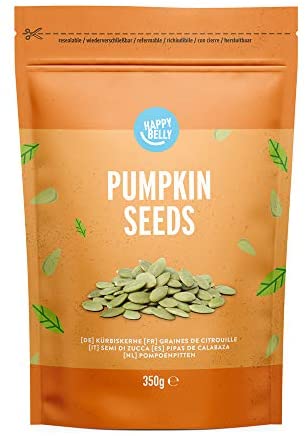 resealable / wiederverschließbar / refermable / richiudibile / con cierre / hersluitbaar
HAPPY
BELLY
PUMPKIN
SEEDS
[DE] KÜRBISKERNE [FR] GRAINES DE CITROUILLE
[IT] SEMI DI ZUCCA [ES] PIPAS DE CALABAZA
[NL] POMPOENPITTEN
350g ℮